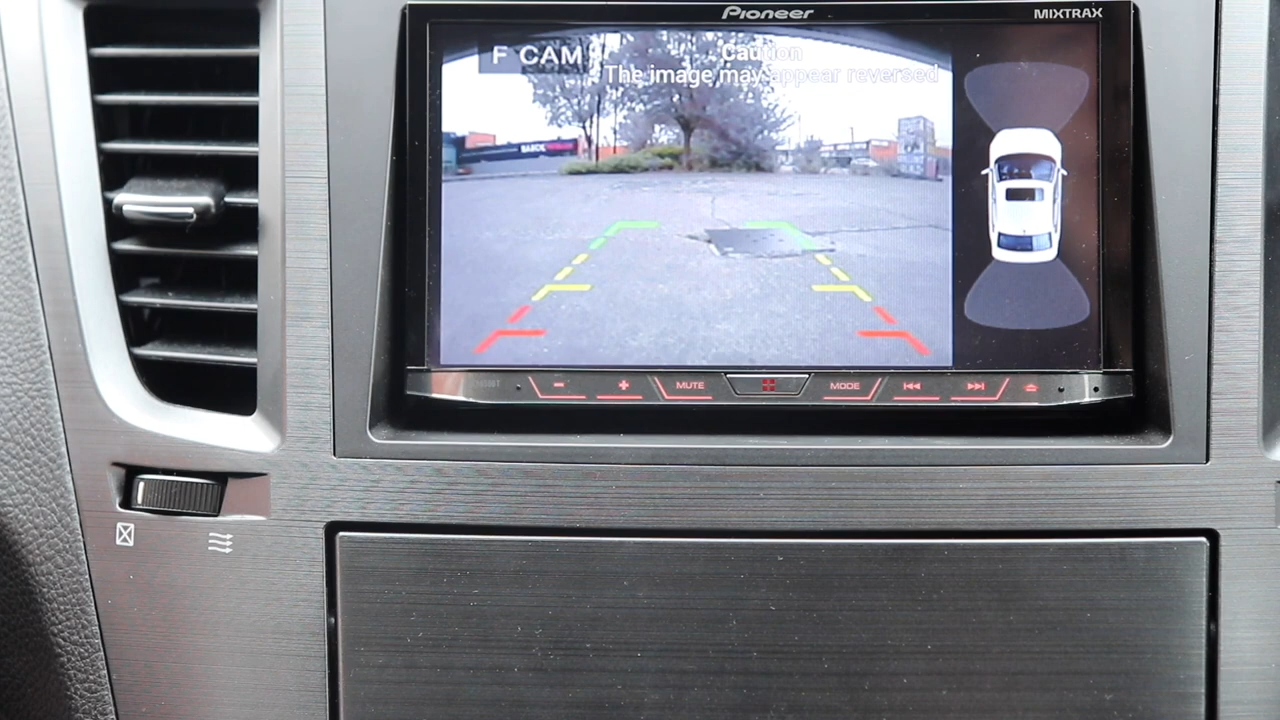 Pioneer
MIXTRAX
F CAM
Caution
The image may appear reversed
MUTE
MODE